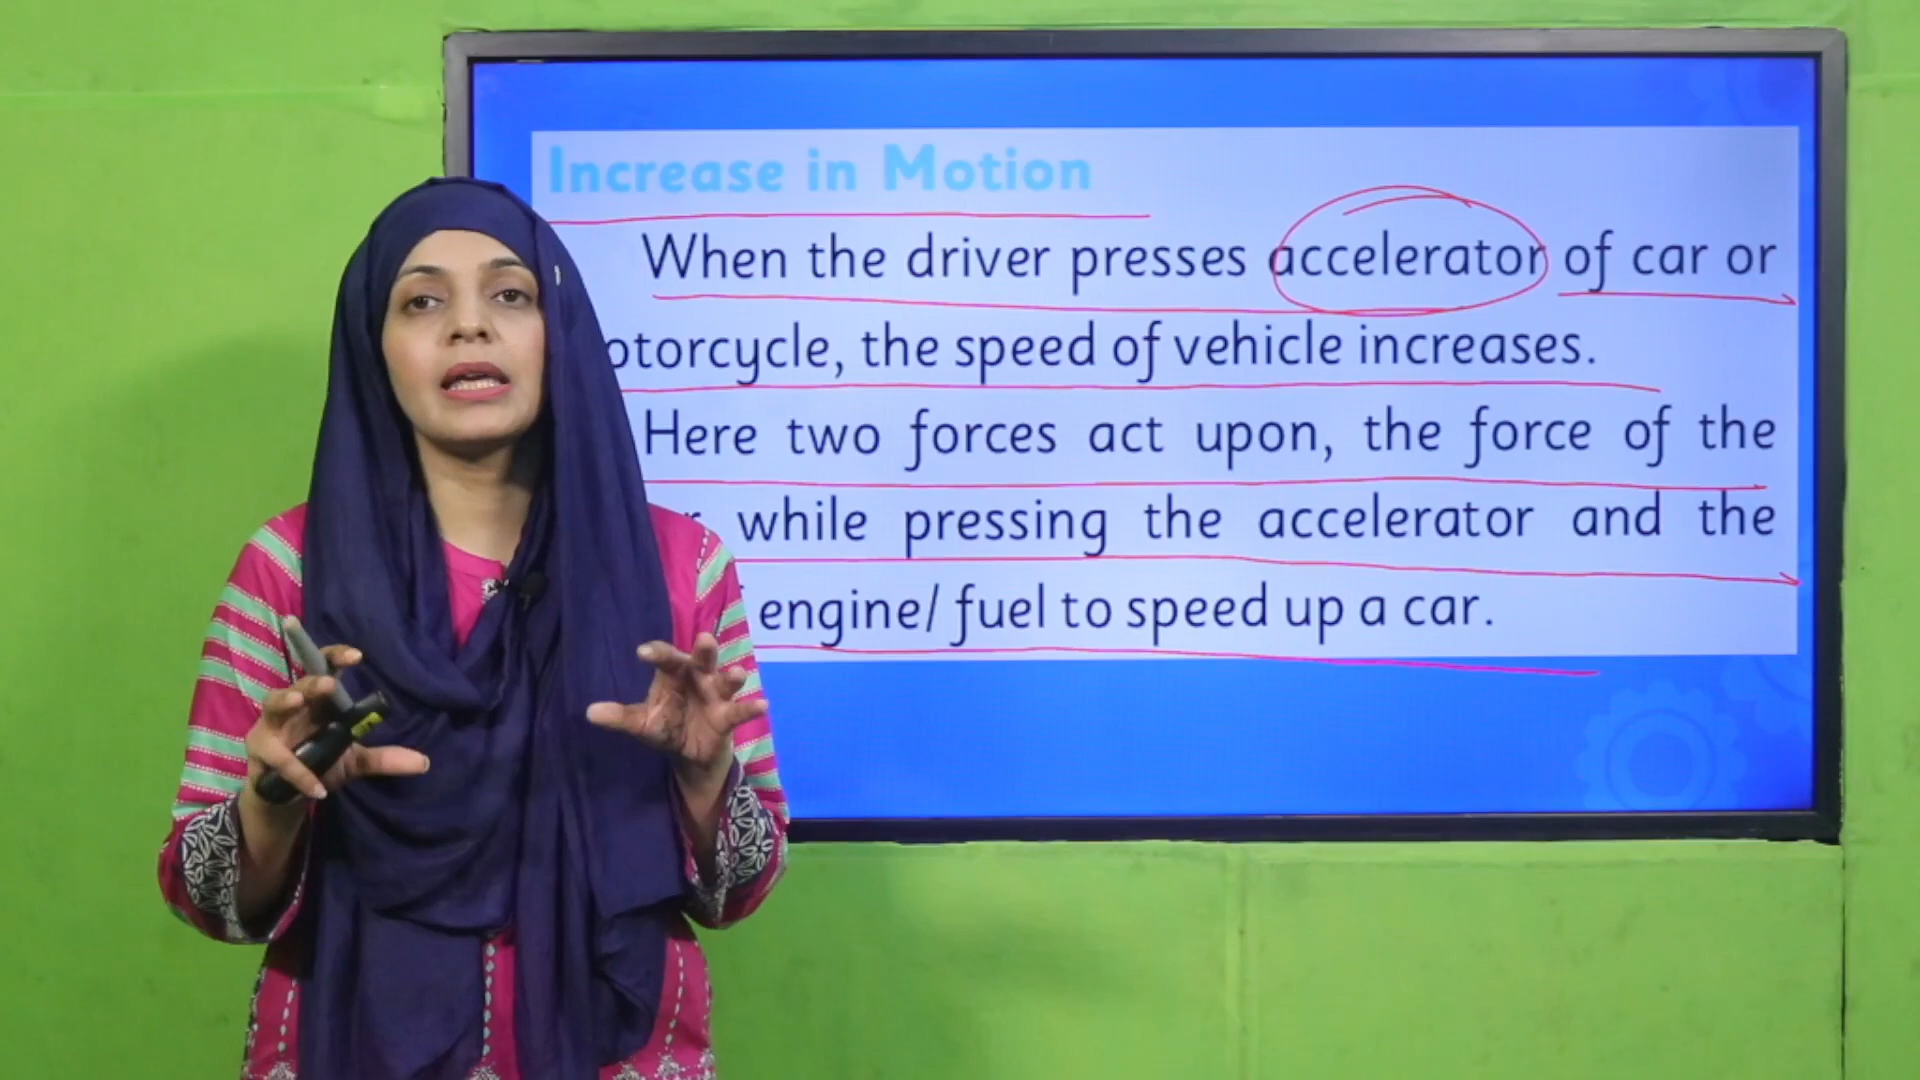 Increase in Motion
When the driver presses accelerator of car or
otorcycle, the speed of vehicle increases.
Here two forces act upon, the force of the
while pressing the accelerator and the
engine/ fuel to speed up a car.